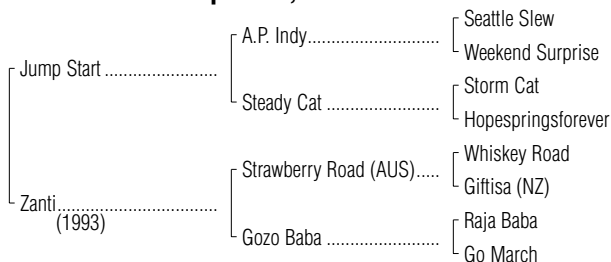 Seattle Slew
A.P. Indy
Weekend Surprise
Jump Start
Storm Cat
Steady Cat
Hopespringsforever
Whiskey Road
Strawberry Road (AUS)
Giftisa (NZ)
Zanti
(1993)
Raja Baba
Gozo Baba
Go March